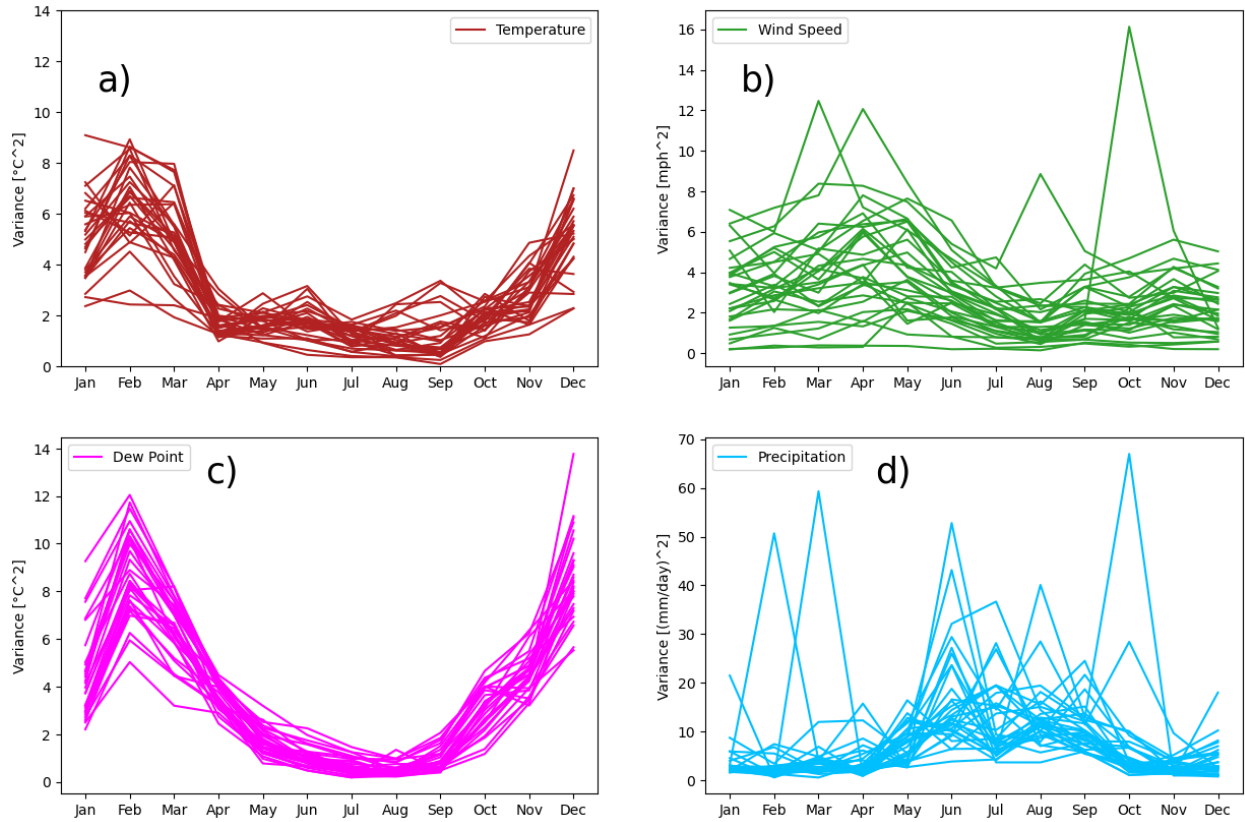 14
12
10
8
6
4
2
0
Variance [°C^2]
Temperature
a)
Jan Feb Mar Apr May Jun Jul Aug Sep Oct Nov Dec
16
14
12
10
8
6
4
2
0
Variance [mph^2]
Wind Speed
b)
Jan Feb Mar Apr May Jun Jul Aug Sep Oct Nov Dec
14
12
10
8
6
4
2
0
Variance [°C^2]
Dew Point
c)
Jan Feb Mar Apr May Jun Jul Aug Sep Oct Nov Dec
70
60
50
40
30
20
10
0
Variance [(mm/day)^2]
Precipitation
d)
Jan Feb Mar Apr May Jun Jul Aug Sep Oct Nov Dec